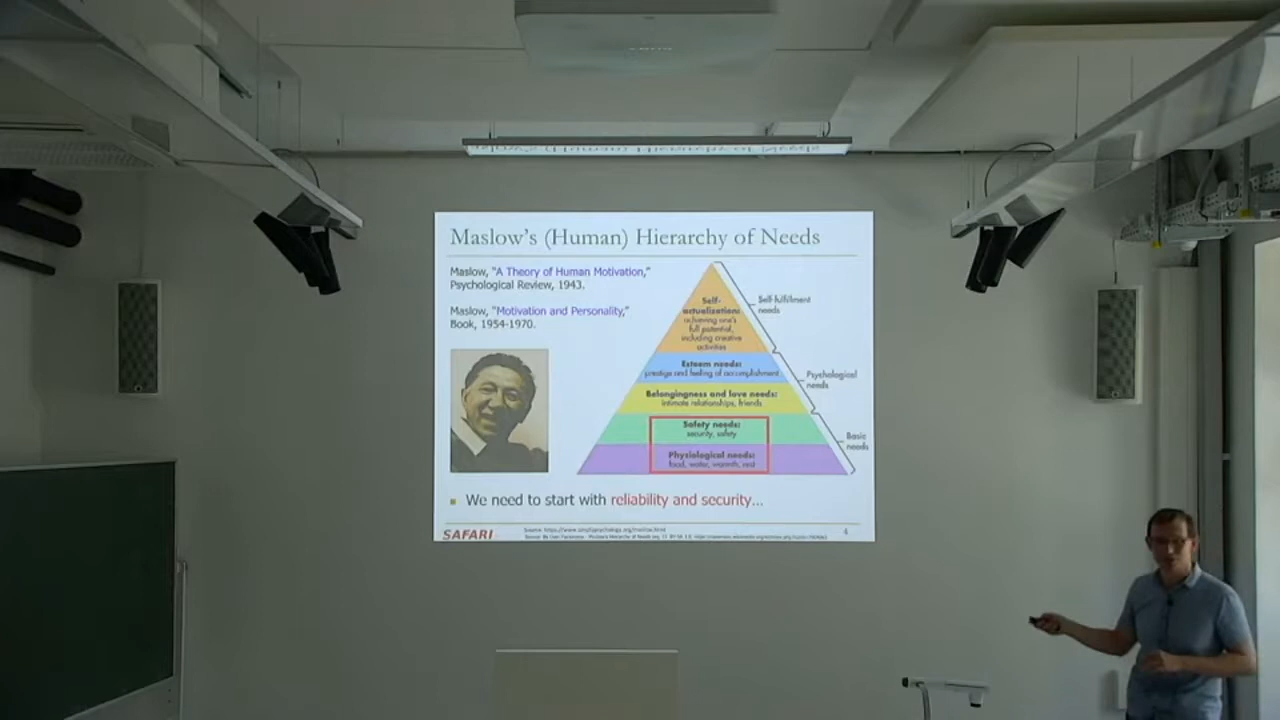 Maslow's (Human) Hierarchy of Needs
Maslow, "A Theory of Human Motivation,"
Psychological Review, 1943.
Maslow, "Motivation and Personality,"
Book, 1954-1970.
Self-
actualization:
achieving one's
full potential,
including creative
activities
Self-fulfillment
needs
Esteem needs:
prestige and feeling of accomplishment
Psychological
needs
Belongingness and love needs:
intimate relationships, friends
Safety needs:
security, safety
Basic
needs
Physiological needs:
food, water, warmth, rest
We need to start with reliability and security...
SAFARI
4